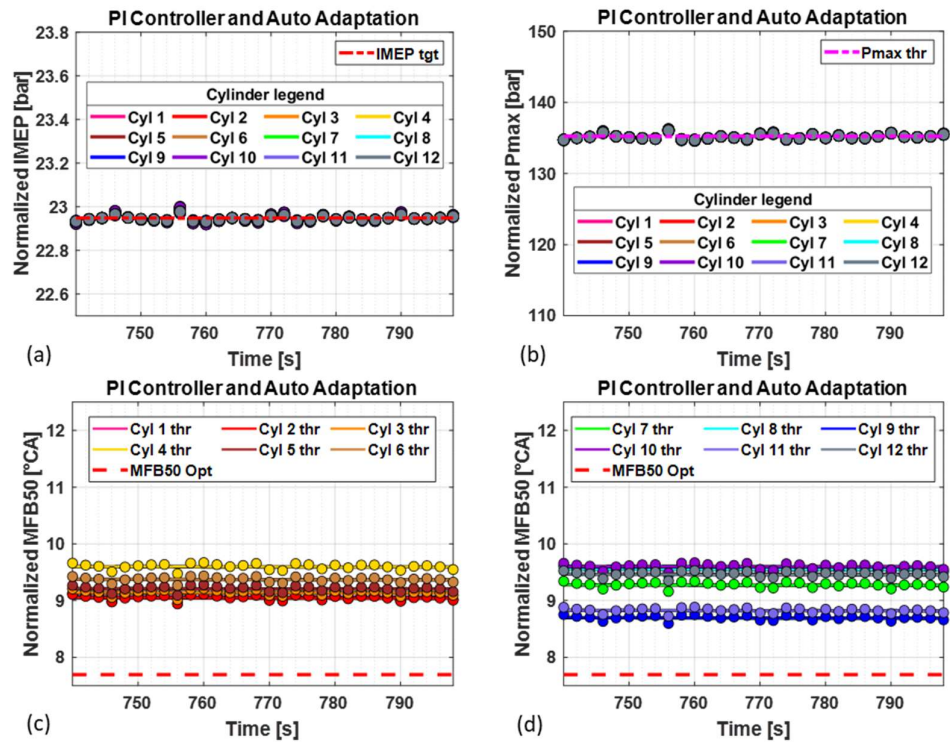 PI Controller and Auto Adaptation
23.8
23.4
23
22.6
Normalized IMEP [bar]
IMEP tgt
Cylinder legend
Cyl 1 Cyl 2 Cyl 3 Cyl 4
Cyl 5 Cyl 6 Cyl 7 Cyl 8
Cyl 9 Cyl 10 Cyl 11 Cyl 12
750 760 770 780 790
(a)
Time [s]
PI Controller and Auto Adaptation
150
140
130
120
110
Normalized Pmax [bar]
Pmax thr
Cylinder legend
Cyl 1 Cyl 2 Cyl 3 Cyl 4
Cyl 5 Cyl 6 Cyl 7 Cyl 8
Cyl 9 Cyl 10 Cyl 11 Cyl 12
750 760 770 780 790
(b)
Time [s]
PI Controller and Auto Adaptation
12
11
10
9
8
Normalized MFB50 [°CA]
Cyl 1 thr Cyl 2 thr Cyl 3 thr
Cyl 4 thr Cyl 5 thr Cyl 6 thr
MFB50 Opt
750 760 770 780 790
(c)
Time [s]
PI Controller and Auto Adaptation
12
11
10
9
8
Normalized MFB50 [°CA]
Cyl 7 thr Cyl 8 thr Cyl 9 thr
Cyl 10 thr Cyl 11 thr Cyl 12 thr
MFB50 Opt
750 760 770 780 790
(d)
Time [s]